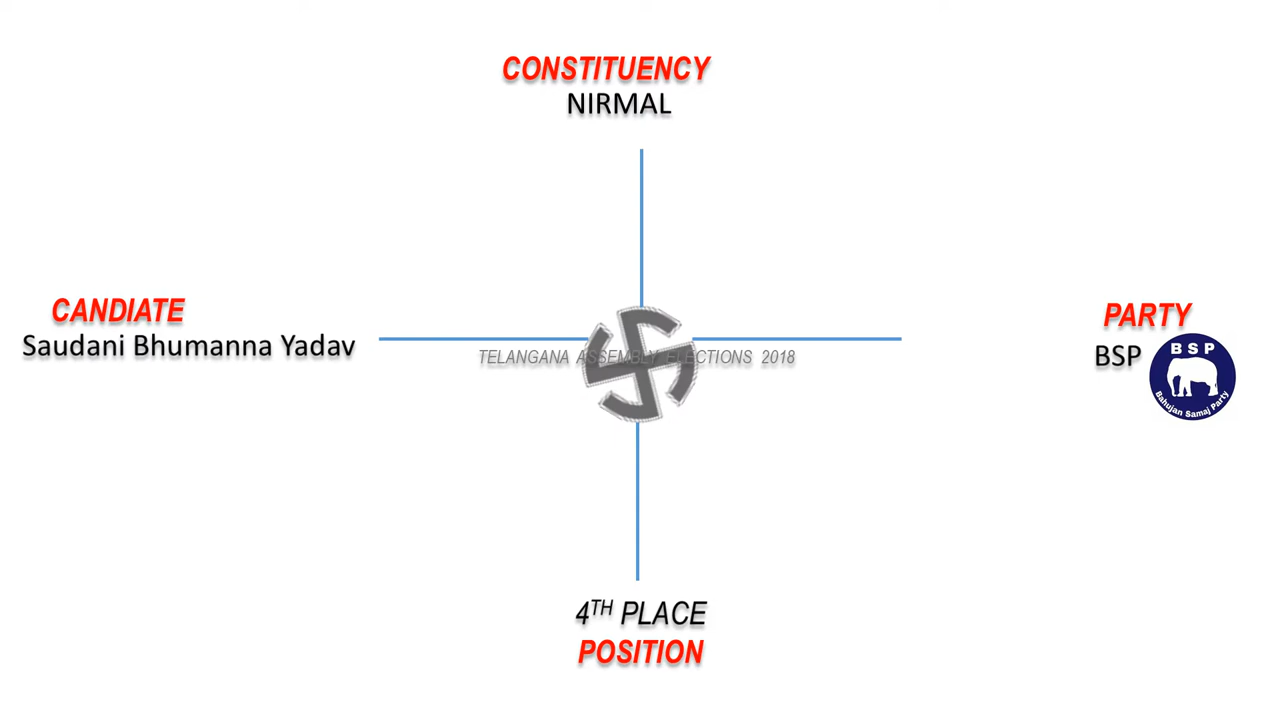 CONSTITUENCY
NIRMAL
CANDIATE
Saudani Bhumanna Yadav
TELANGANA ASSEMBLY ELECTIONS 2018
PARTY
BSP
BSP
Bahujan Samaj Party
4TH PLACE
POSITION